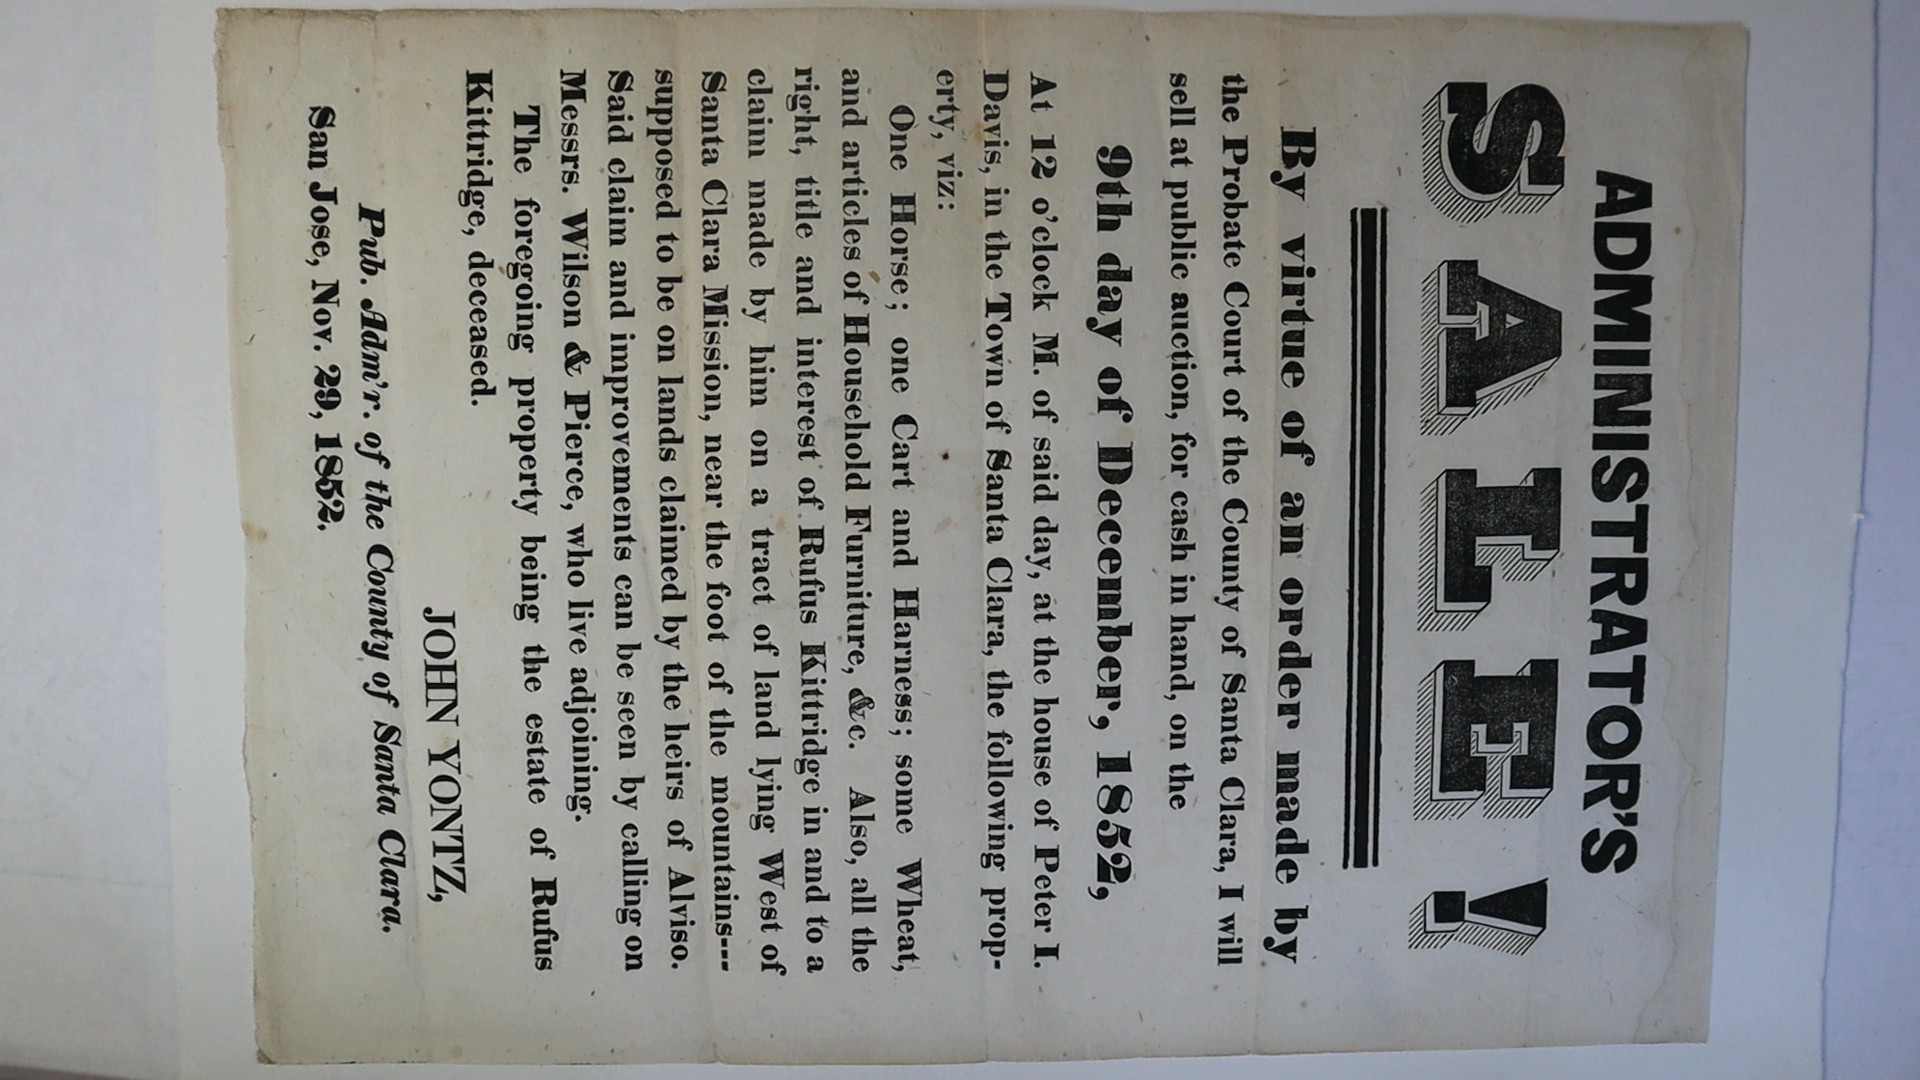 ADMINISTRATOR'S
SALE!
By virtue of an order made by
the Probate Court of the County of Santa Clara, I will
sell at public auction, for cash in hand, on the
9th day of December, 1852,
At 12 o'clock M. of said day, at the house of Peter I.
Davis, in the Town of Santa Clara, the following prop-
erty, viz:
One Horse; one Cart and Harness; some Wheat,
and articles of Household Furniture, &c. Also, all the
right, title and interest of Rufus Kittridge in and to a
claim made by him on a tract of land lying West of
Santa Clara Mission, near the foot of the mountains---
supposed to be on lands claimed by the heirs of Alviso.
Said claim and improvements can be seen by calling on
Messrs. Wilson & Pierce, who live adjoining.
The foregoing property being the estate of Rufus
Kittridge, deceased.
JOHN YONTZ,
Pub. Adm'r. of the County of Santa Clara.
San Jose, Nov. 29, 1852.